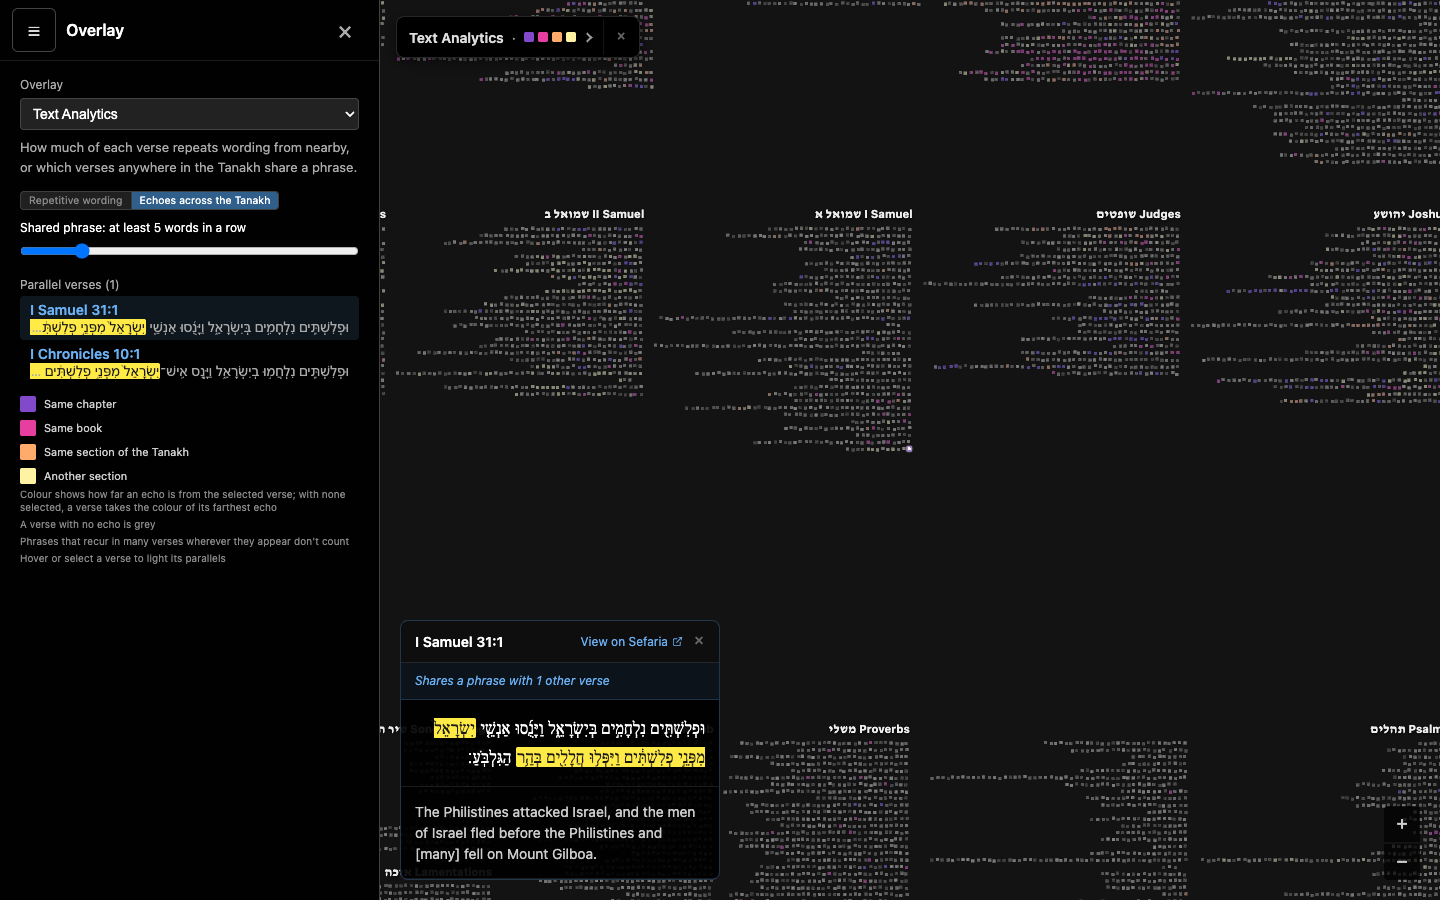 Overlay
Overlay
Text Analytics
How much of each verse repeats wording from nearby,
or which verses anywhere in the Tanakh share a phrase.
Repetitive wording
Echoes across the Tanakh
Shared phrase: at least 5 words in a row
Parallel verses (1)
I Samuel 31:1
וּפְלִשְׁתִּ֖ים נִלְחָמִ֣ים בְּיִשְׂרָאֵ֑ל וַיָּנֻ֜סוּ אַנְשֵׁ֤י יִשְׂרָאֵל֙ מִפְּנֵ֣י פְלִשְׁתִּ֔...
I Chronicles 10:1
וּפְלִשְׁתִּ֖ים נִלְחֲמ֣וּ בְיִשְׂרָאֵ֑ל וַיָּ֤נׇס אִֽישׁ־יִשְׂרָאֵל֙ מִפְּנֵ֣י פְלִשְׁתִּ֔ים ...
Same chapter
Same book
Same section of the Tanakh
Another section
Colour shows how far an echo is from the selected verse; with none
selected, a verse takes the colour of its farthest echo
A verse with no echo is grey
Phrases that recur in many verses wherever they appear don't count
Hover or select a verse to light its parallels
Text Analytics ·
שמואל ב II Samuel
שמואל א I Samuel
שופטים Judges
יהושע Joshu
משלי Proverbs
תהלים Psalm
I Samuel 31:1
View on Sefaria
Shares a phrase with 1 other verse
וּפְלִשְׁתִּ֖ים נִלְחָמִ֣ים בְּיִשְׂרָאֵ֑ל וַיָּנֻ֜סוּ אַנְשֵׁ֤י יִשְׂרָאֵל֙
מִפְּנֵ֣י פְלִשְׁתִּ֔ים וַיִּפְּל֥וּ חֲלָלִ֖ים בְּהַ֥ר הַגִּלְבֹּֽעַ׃
The Philistines attacked Israel, and the men
of Israel fled before the Philistines and
[many] fell on Mount Gilboa.
איכה Lamentations